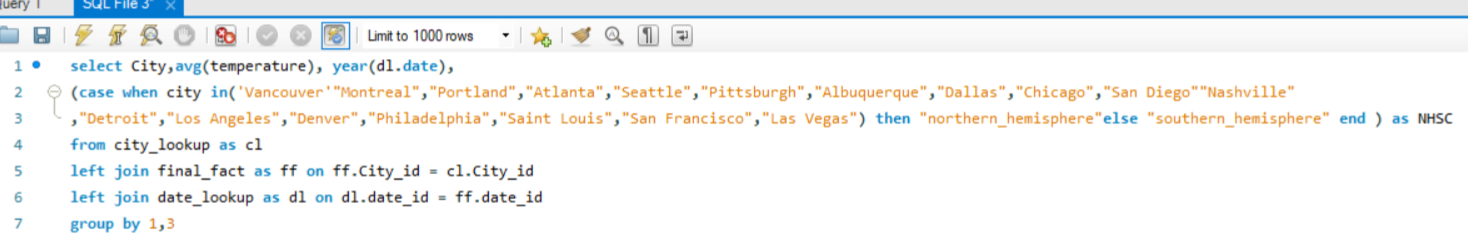 uery 1 SQL File 3*
Limit to 1000 rows
1 select City,avg(temperature), year(dl.date),
2 (case when city in('Vancouver'"Montreal","Portland","Atlanta","Seattle","Pittsburgh","Albuquerque","Dallas","Chicago","San Diego""Nashville"
3 ,"Detroit","Los Angeles","Denver","Philadelphia","Saint Louis","San Francisco","Las Vegas") then "northern_hemisphere"else "southern_hemisphere" end ) as NHSC
4 from city_lookup as cl
5 left join final_fact as ff on ff.City_id = cl.City_id
6 left join date_lookup as dl on dl.date_id = ff.date_id
7 group by 1,3